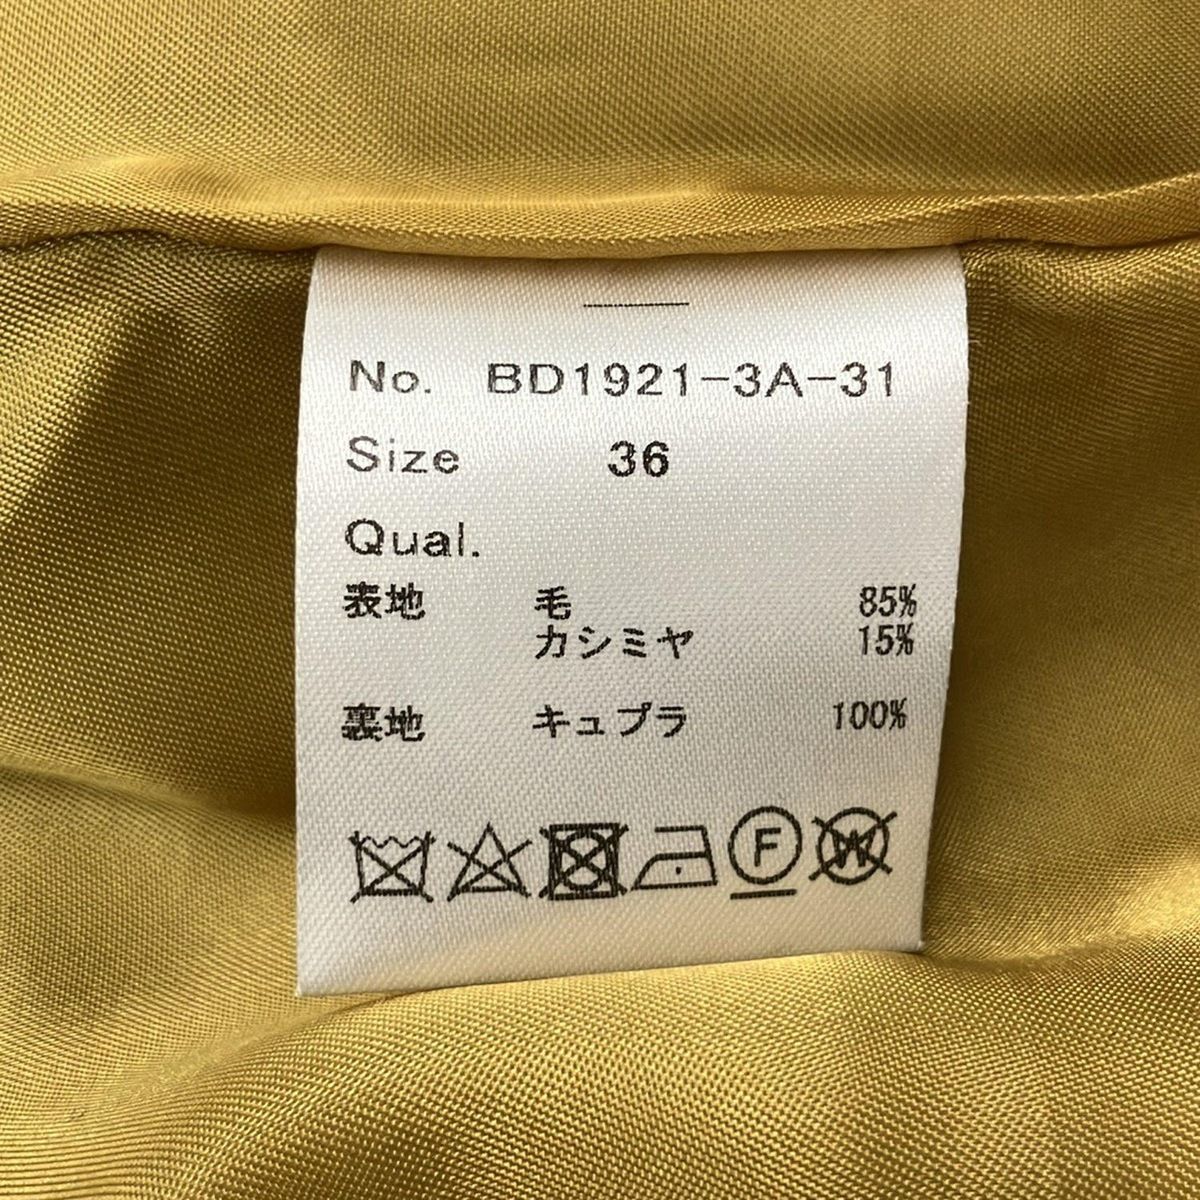 No. BD1921-3A-31
Size 36
Qual.
表地 毛 85%
カシミヤ 15%
裏地 キュプラ 100%
F W